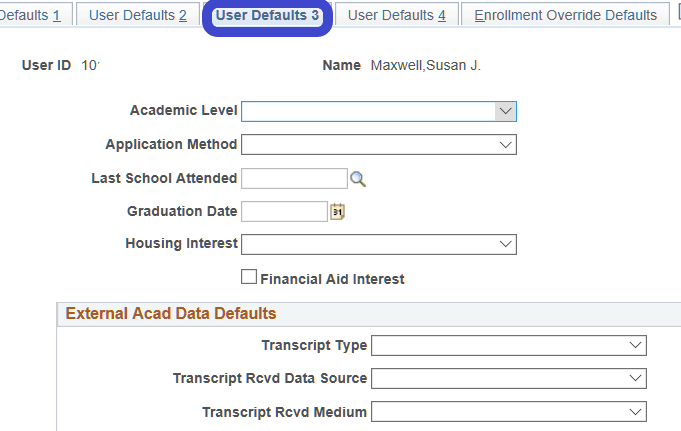 Defaults 1 User Defaults 2 User Defaults 3 User Defaults 4 Enrollment Override Defaults
User ID 10 Name Maxwell,Susan J.
Academic Level
Application Method
Last School Attended
Graduation Date 31
Housing Interest
Financial Aid Interest
External Acad Data Defaults
Transcript Type
Transcript Rcvd Data Source
Transcript Rcvd Medium